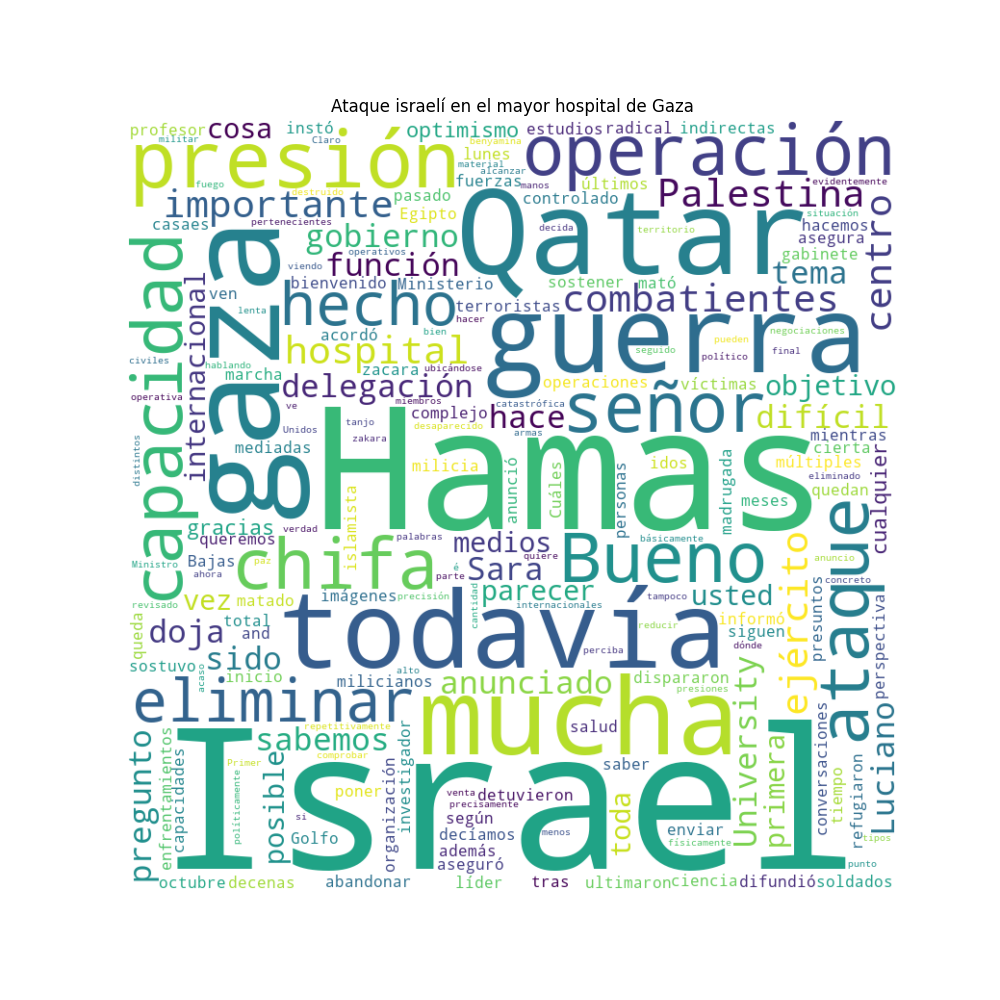 Ataque israelí en el mayor hospital de Gaza
profesor
militar
cosa
instó
Claro
optimismo
estudios
radical
indirectas
presión
lunes
benyamina
material
alcanzar
operación
fuego
destruido
fuerzas
manos
últimos
Palestina
evidentemente
importante
pasado
controlado
casaes
pertenecientes
Egipto
Qatar
decida
territorio
situación
hacemos
asegura
centro
gobierno
operativos
función
viendo
bienvenido
Ministerio
sostener
mató
gabinete
tema
capacidad
internacional
ven
gaza
lenta
hecho
terroristas
combatientes
acordó
bien
hacer
guerra
negociaciones
pueden
civiles
hablando
marcha
hospital
zacara
ubicándose
seguido
político
final
operativa
delegación
miembros
catastrófica
operaciones
víctimas
objetivo
ve
complejo
hace
señor
difícil
Unidos
tanjo
desaparecido
armas
mientras
distintos
mediadas
zakara
Hamas
cierta
milicia
anunció
Cuáles
idos
personas
madrugada
múltiples
eliminado
quedan
meses
cualquier
gracias
queremos
verdad
islamista
palabras
medios
básicamente
anuncio
Ministro
Bajas
paz
chifa
é
quiere
Bueno
ejército
ataque
ahora
parte
Sara
tampoco
concreto
revisado
vez
matado
imágenes
precisión
parecer
cantidad
internacionales
usted
presuntos
perspectiva
queda
doja
total
and
todavía
reducir
informó
siguen
dónde
sostuvo
acaso
sido
inicio
alto
perciba
milicianos
anunciado
dispararon
presiones
University
primera
Luciano
eliminar
repetitivamente
mucha
salud
conversaciones
refugiaron
pregunto
enfrentamientos
capacidades
sabemos
comprobar
Primer
políticamente
posible
organización
investigador
saber
tiempo
Israel
poner
venta
detuvieron
precisamente
si
Golfo
según
decíamos
menos
toda
enviar
físicamente
tipos
además
aseguró
punto
octubre
decenas
abandonar
líder
tras
ultimaron
ciencia
difundió
soldados